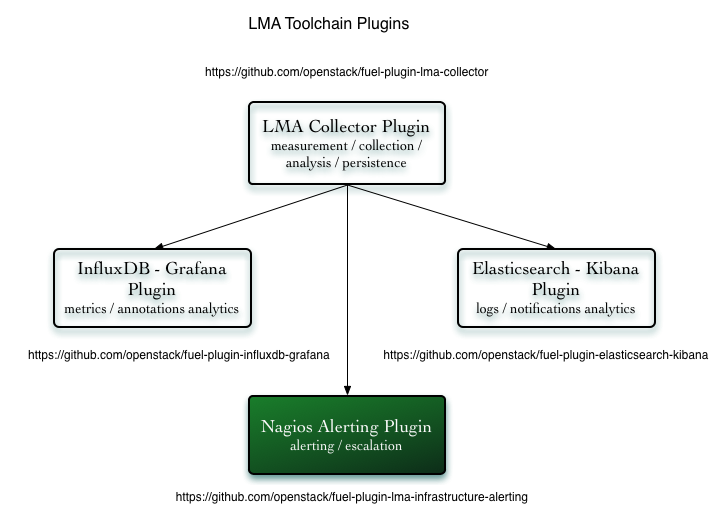 LMA Toolchain Plugins
https://github.com/openstack/fuel-plugin-lma-collector
LMA Collector Plugin
measurement / collection /
analysis / persistence
InfluxDB - Grafana
Plugin
metrics / annotations analytics
Elasticsearch - Kibana
Plugin
logs / notifications analytics
https://github.com/openstack/fuel-plugin-influxdb-grafana
https://github.com/openstack/fuel-plugin-elasticsearch-kibana
Nagios Alerting Plugin
alerting / escalation
https://github.com/openstack/fuel-plugin-lma-infrastructure-alerting